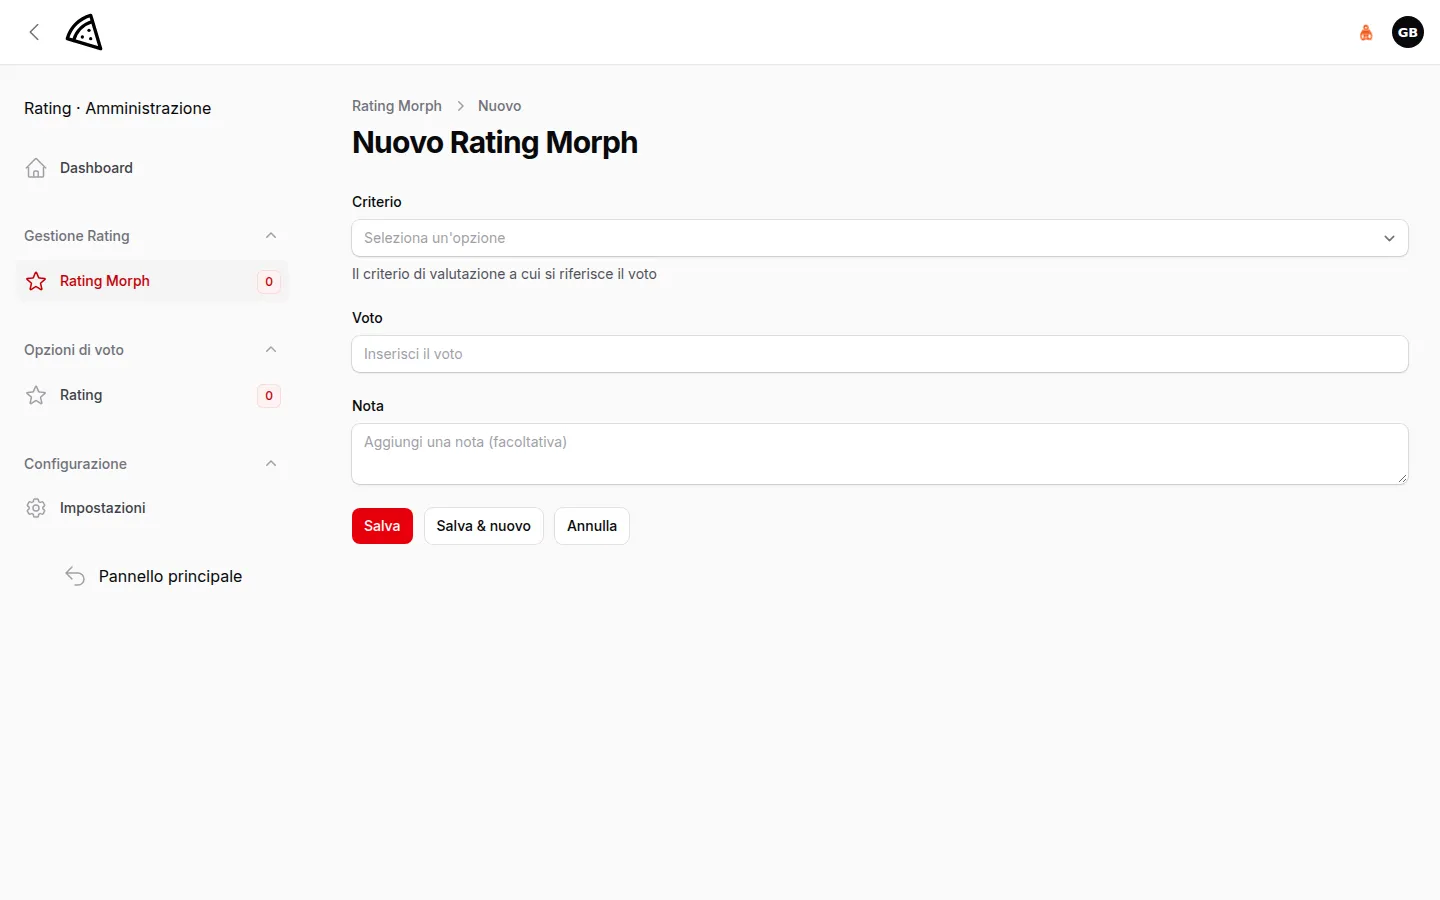 GB
Rating · Amministrazione
Dashboard
Gestione Rating
Rating Morph 0
Opzioni di voto
Rating 0
Configurazione
Impostazioni
Pannello principale
Rating Morph > Nuovo
Nuovo Rating Morph
Criterio
Seleziona un'opzione
Il criterio di valutazione a cui si riferisce il voto
Voto
Inserisci il voto
Nota
Aggiungi una nota (facoltativa)
Salva Salva & nuovo Annulla